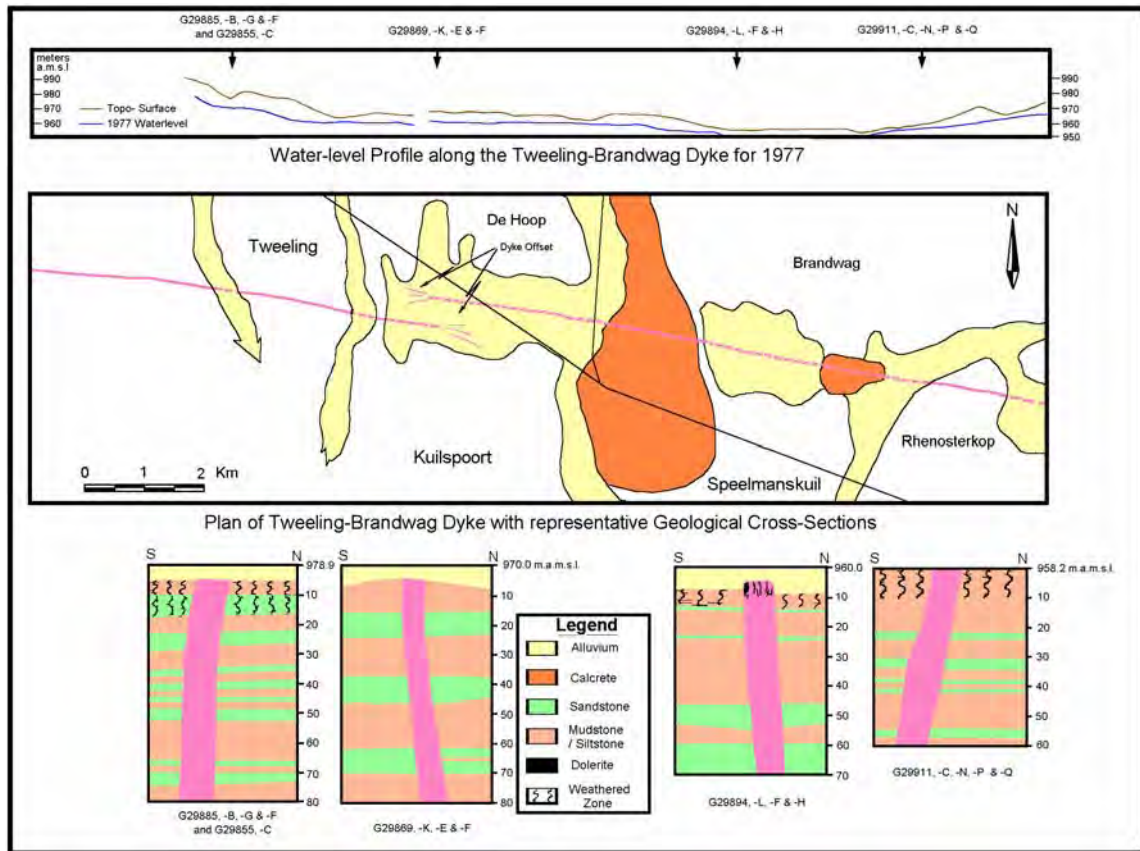 G29885, -B, -G & -F
and G29855, -C
G29869, -K, -E & -F
G29894, -L, -F & -H
G29911, -C, -N, -P & -Q
meters
a.m.s.l
990
980
970
960
Topo- Surface
1977 Waterlevel
990
980
970
960
950
Water-level Profile along the Tweeling-Brandwag Dyke for 1977
De Hoop
Tweeling
Dyke Offset
Brandwag
N
Kuilspoort
Speelmanskuil
Rhenosterkop
0 1 2 Km
Plan of Tweeling-Brandwag Dyke with representative Geological Cross-Sections
S N
978.9
10
20
30
40
50
60
70
80
G29885, -B, -G & -F
and G29855, -C
S N
970.0 m.a.m.s.l.
10
20
30
40
50
60
70
80
G29869, -K, -E & -F
Legend
Alluvium
Calcrete
Sandstone
Mudstone
/ Siltstone
Dolerite
Weathered
Zone
S N
960.0
10
20
30
40
50
60
70
G29894, -L, -F & -H
S N
958.2 m.a.m.s.l.
10
20
30
40
50
60
G29911, -C, -N, -P & -Q